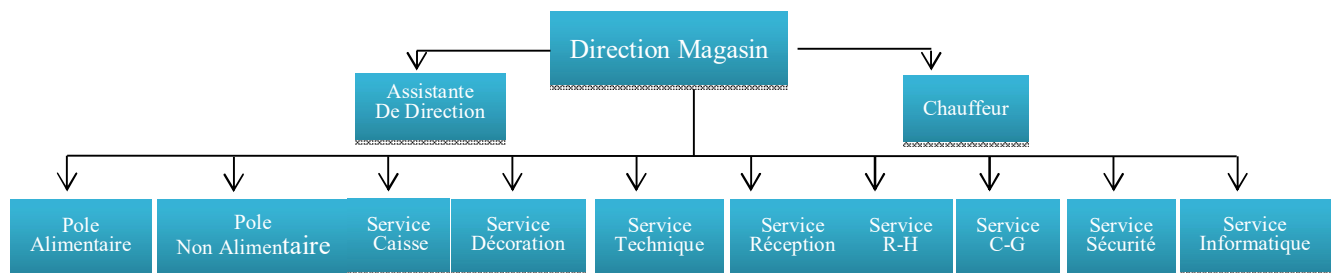 Direction Magasin
Assistante
De Direction
Chauffeur
Pole
Alimentaire
Pole
Non Alimentaire
Service
Caisse
Service
Décoration
Service
Technique
Service
Réception
Service
R-H
Service
C-G
Service
Sécurité
Service
Informatique